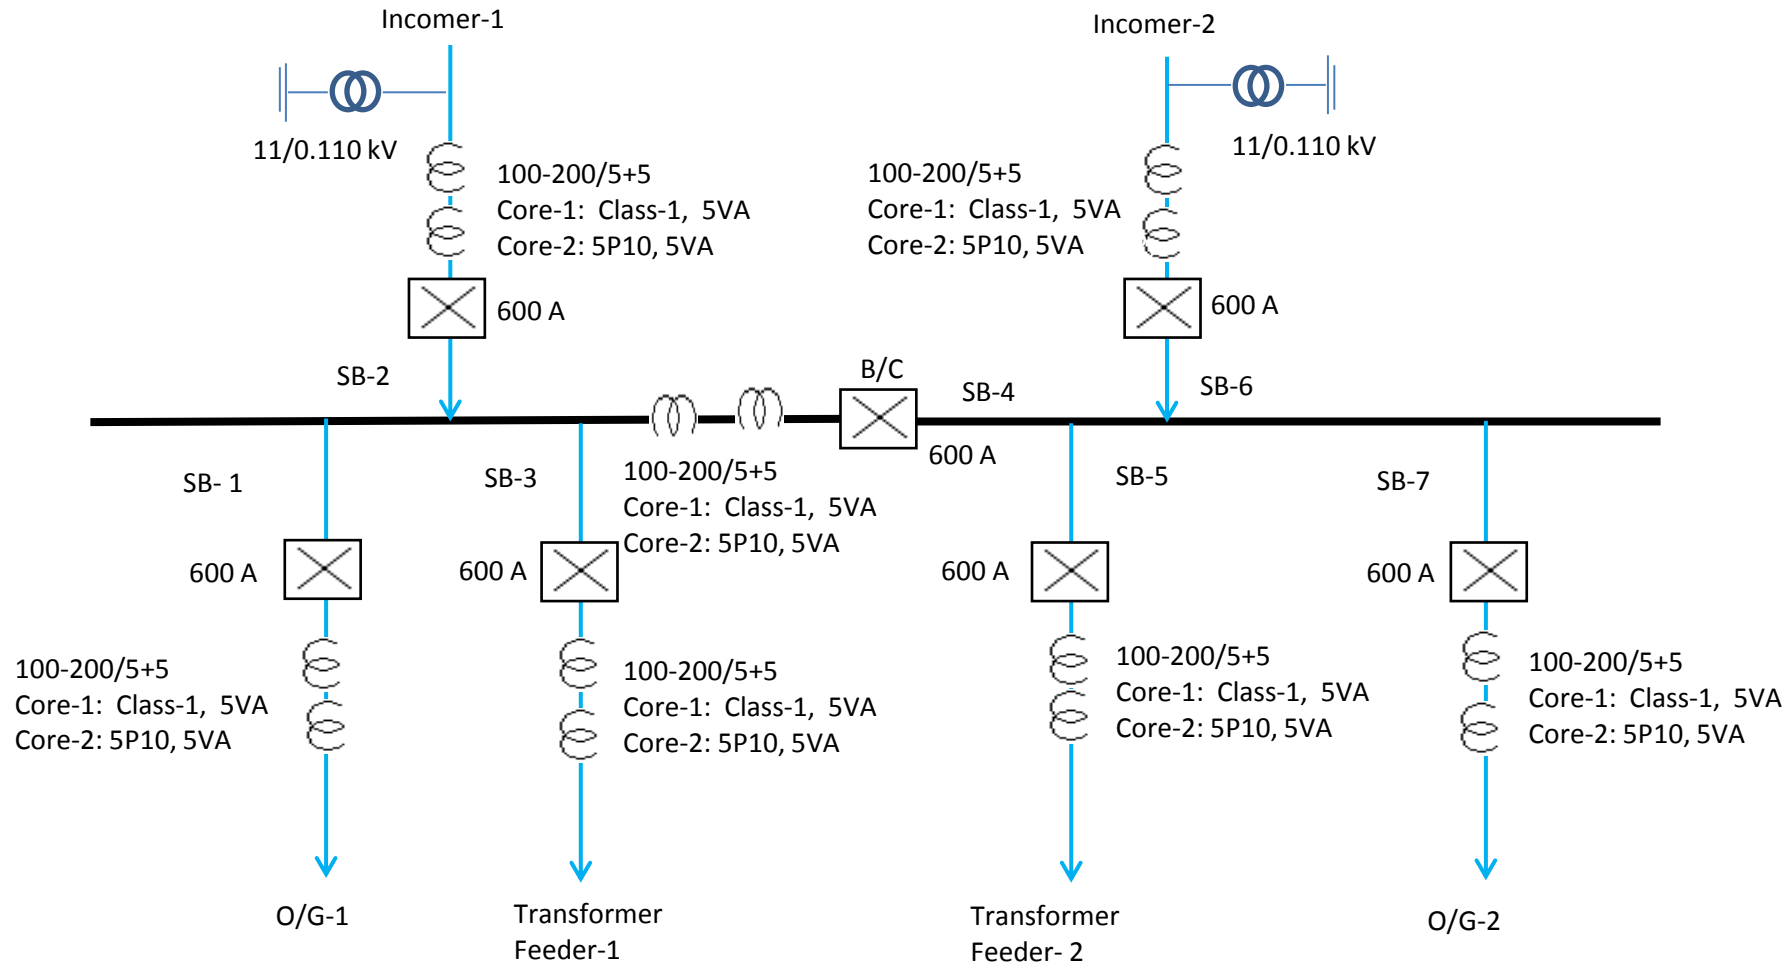 Incomer-1
Incomer-2
11/0.110 kV
11/0.110 kV
100-200/5+5
Core-1:  Class-1,  5VA
Core-2: 5P10, 5VA
100-200/5+5
Core-1:  Class-1,  5VA
Core-2: 5P10, 5VA
600 A
600 A
SB-2
B/C
SB-4
SB-6
600 A
SB- 1
SB-3
100-200/5+5
Core-1:  Class-1,  5VA
Core-2: 5P10, 5VA
SB-5
SB-7
600 A
600 A
600 A
600 A
100-200/5+5
Core-1:  Class-1,  5VA
Core-2: 5P10, 5VA
100-200/5+5
Core-1:  Class-1,  5VA
Core-2: 5P10, 5VA
100-200/5+5
Core-1:  Class-1,  5VA
Core-2: 5P10, 5VA
100-200/5+5
Core-1:  Class-1,  5VA
Core-2: 5P10, 5VA
O/G-1
Transformer
Feeder-1
Transformer
Feeder- 2
O/G-2